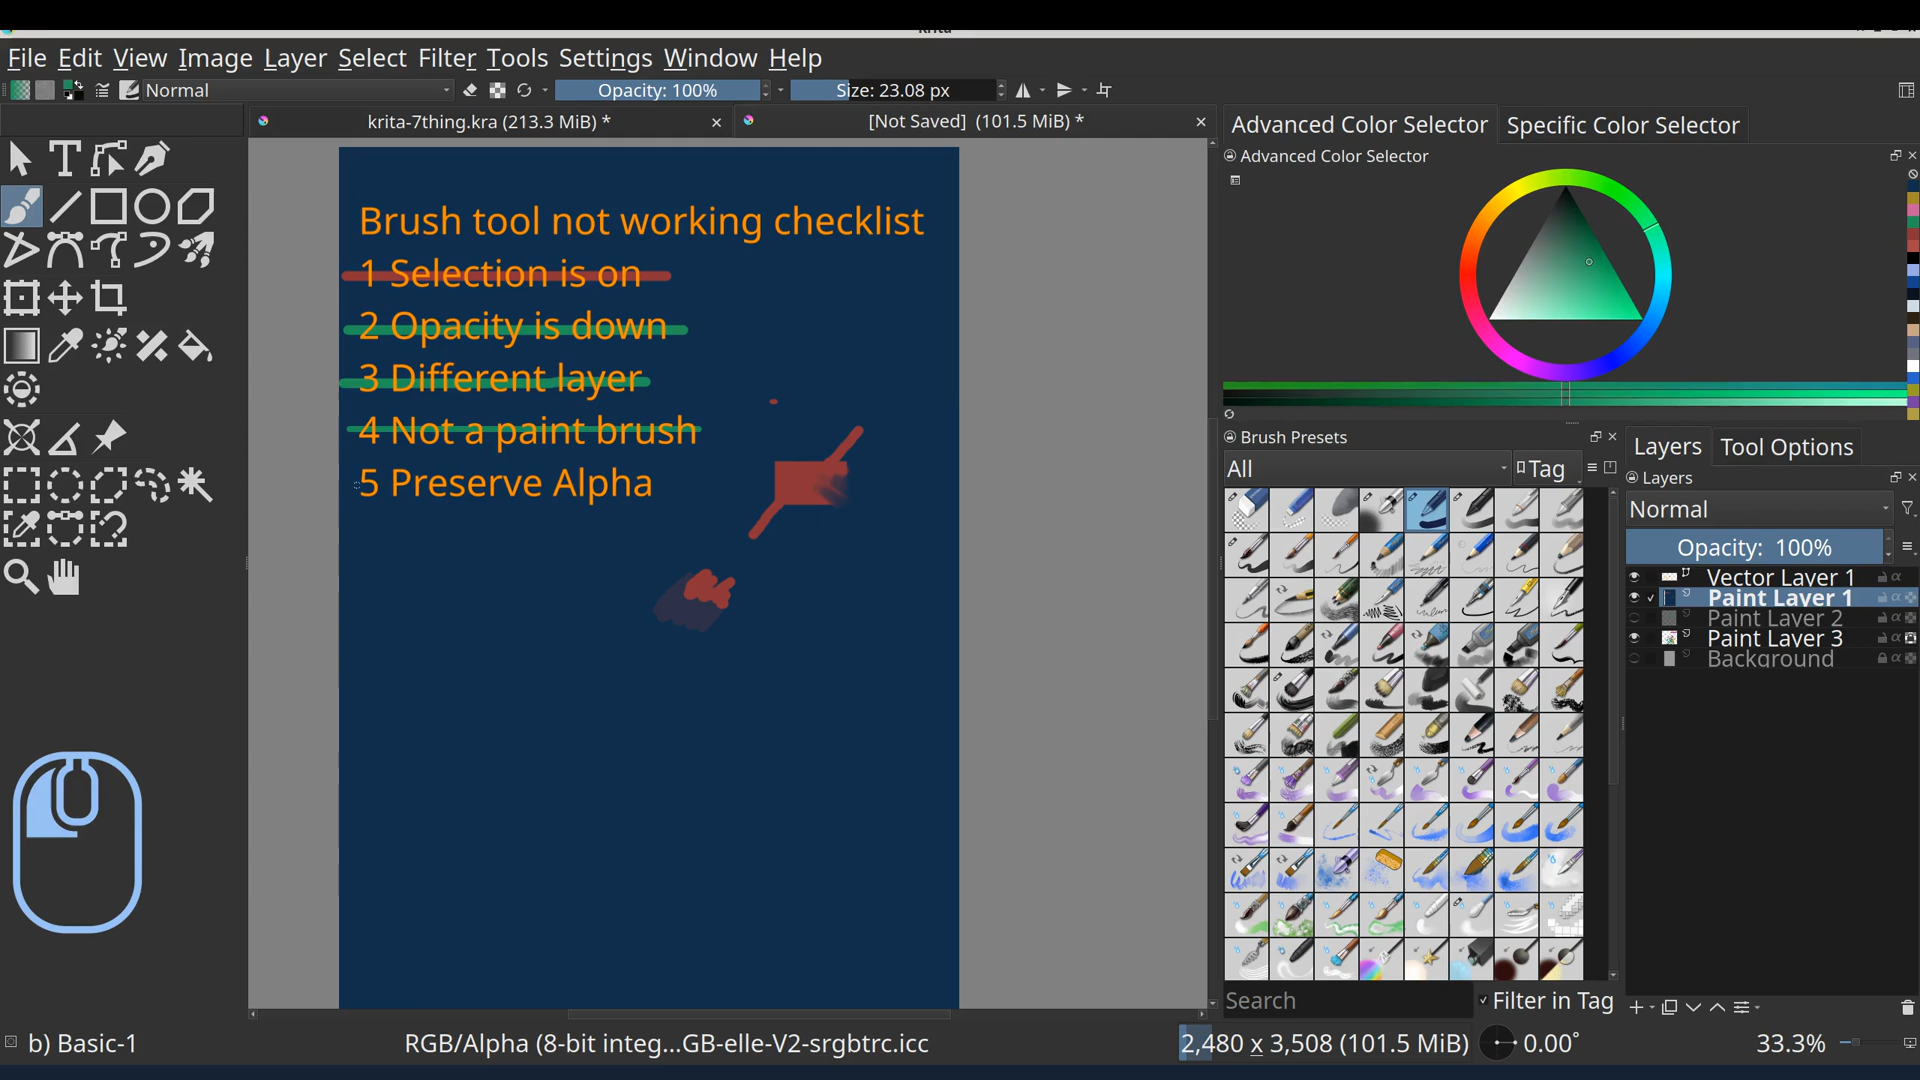 krita
File Edit View Image Layer Select Filter Tools Settings Window Help
Normal Opacity: 100% Size: 23.08 px
krita-7thing.kra (213.3 MiB) *
[Not Saved] (101.5 MiB) *
Advanced Color Selector
Specific Color Selector
Advanced Color Selector
Brush tool not working checklist
1 Selection is on
2 Opacity is down
3 Different layer
4 Not a paint brush
5 Preserve Alpha
Brush Presets
All
Tag
Search
Filter in Tag
Layers
Tool Options
Layers
Normal
Opacity: 100%
Vector Layer 1
Paint Layer 1
Paint Layer 2
Paint Layer 3
Background
b) Basic-1
RGB/Alpha (8-bit integ...GB-elle-V2-srgbtrc.icc
2,480 x 3,508 (101.5 MiB)
0.00°
33.3%